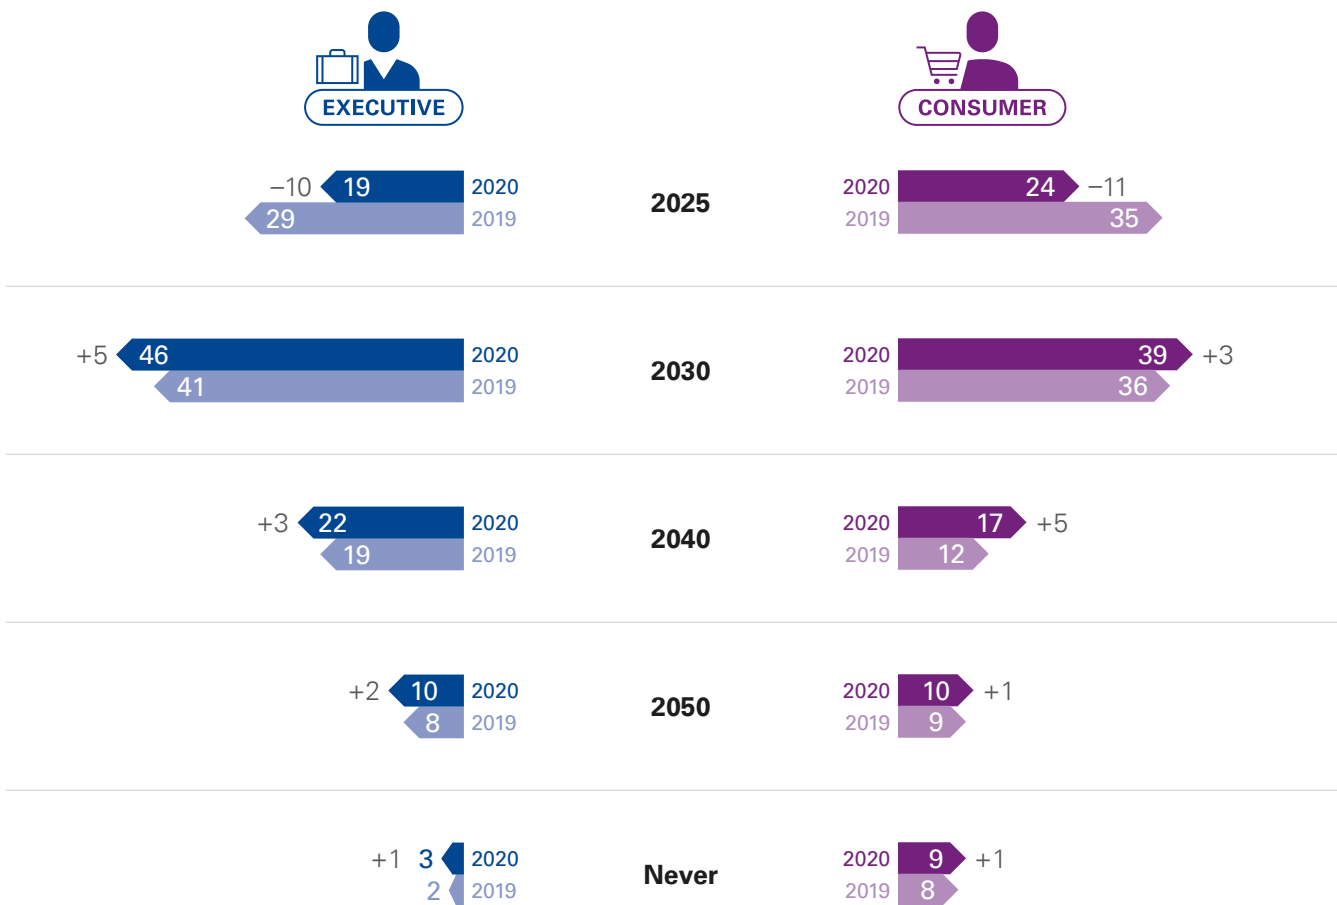 EXECUTIVE CONSUMER
−10 19 2020 2020 24 −11
2025
29 2019 2019 35
+5 46 2020 2020 39 +3
2030
41 2019 2019 36
+3 22 2020 2020 17 +5
2040
19 2019 2019 12
+2 10 2020 2020 10 +1
2050
8 2019 2019 9
+1 3 2020 2020 9 +1
Never
2 2019 2019 8